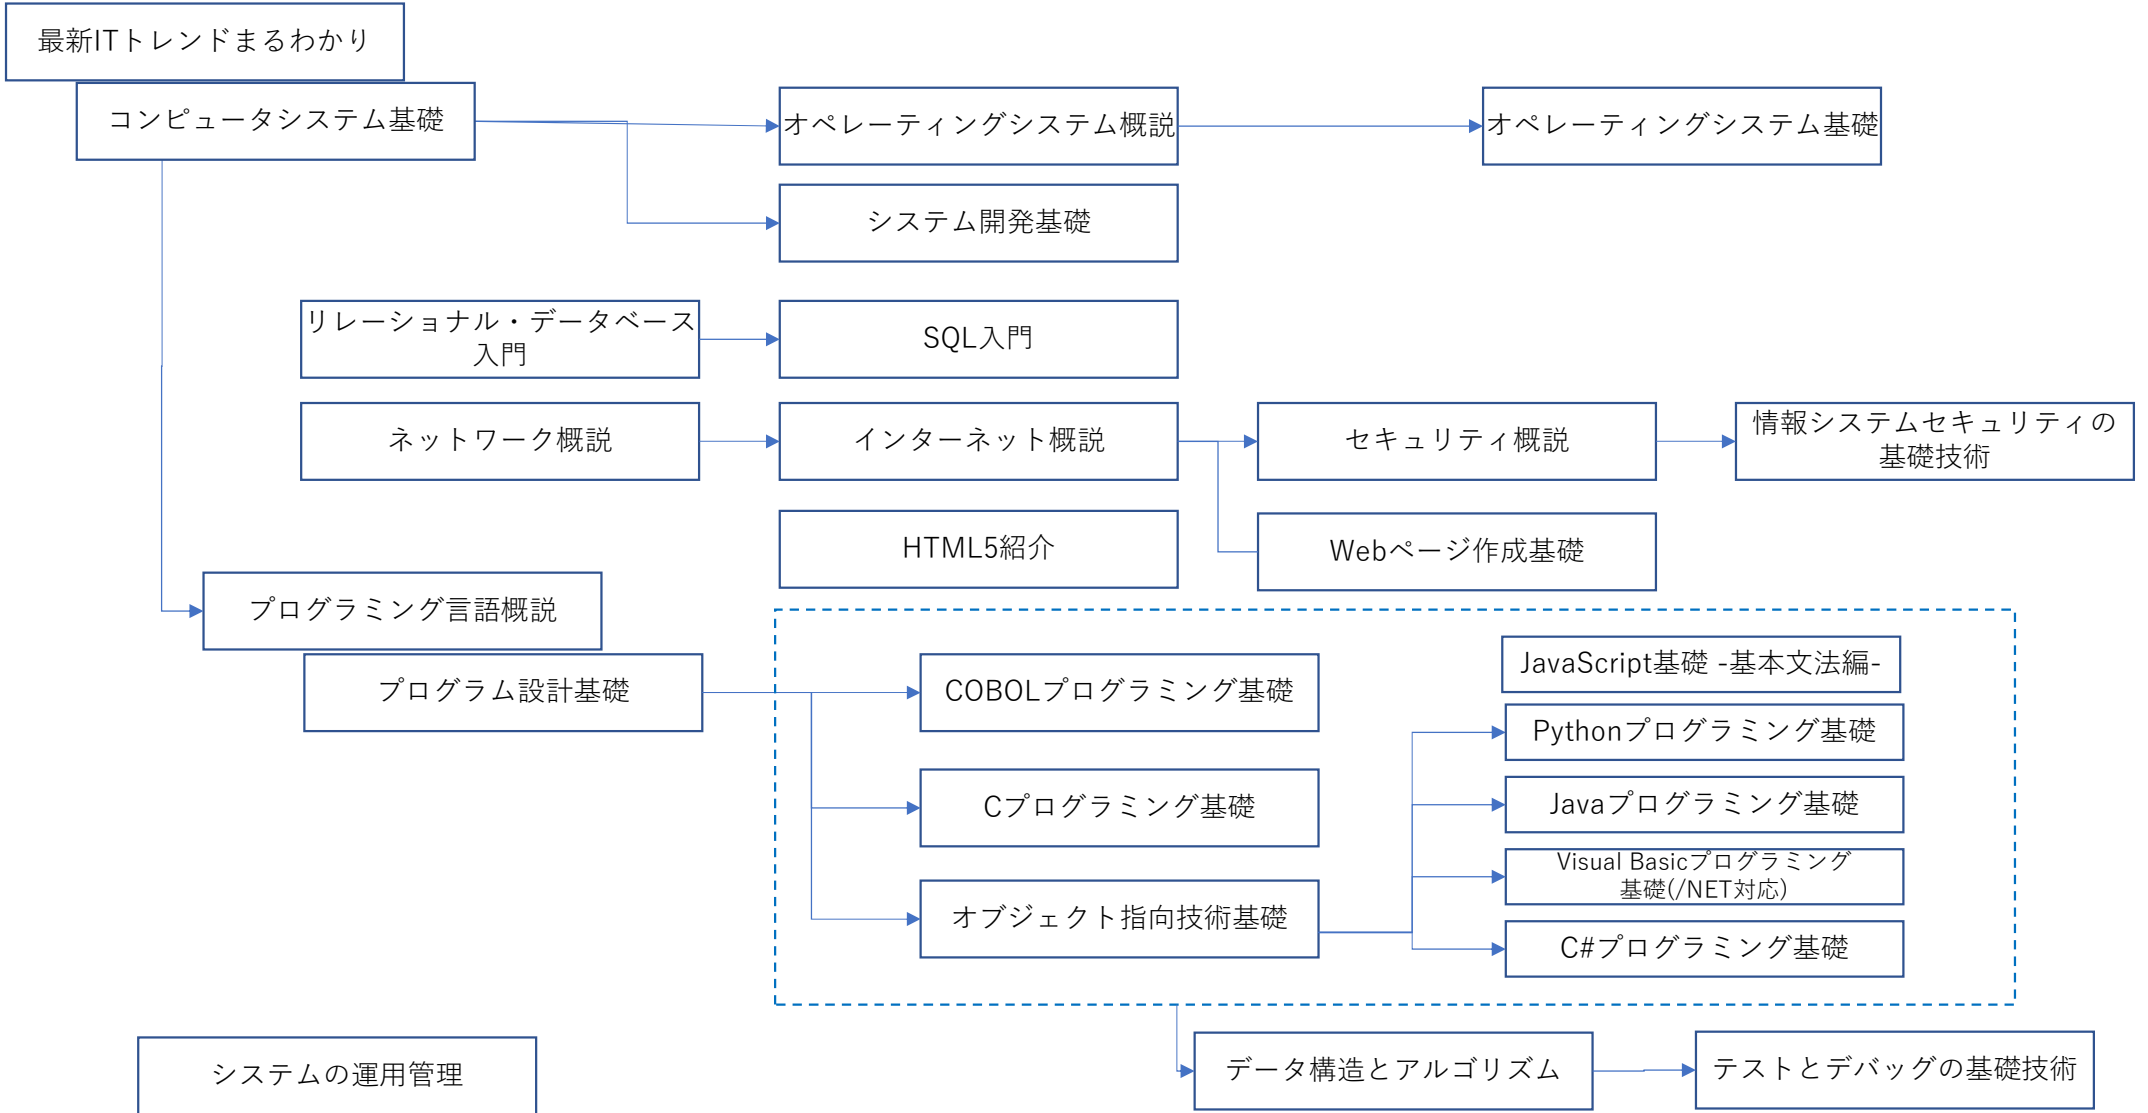 最新ITトレンドまるわかり
コンピュータシステム基礎
オペレーティングシステム概説
オペレーティングシステム基礎
システム開発基礎
リレーショナル・データベース
入門
SQL入門
ネットワーク概説
インターネット概説
セキュリティ概説
情報システムセキュリティの
基礎技術
HTML5紹介
Webページ作成基礎
プログラミング言語概説
プログラム設計基礎
COBOLプログラミング基礎
JavaScript基礎 -基本文法編-
Pythonプログラミング基礎
Cプログラミング基礎
Javaプログラミング基礎
Visual Basicプログラミング
基礎(/NET対応)
オブジェクト指向技術基礎
C#プログラミング基礎
システムの運用管理
データ構造とアルゴリズム
テストとデバッグの基礎技術